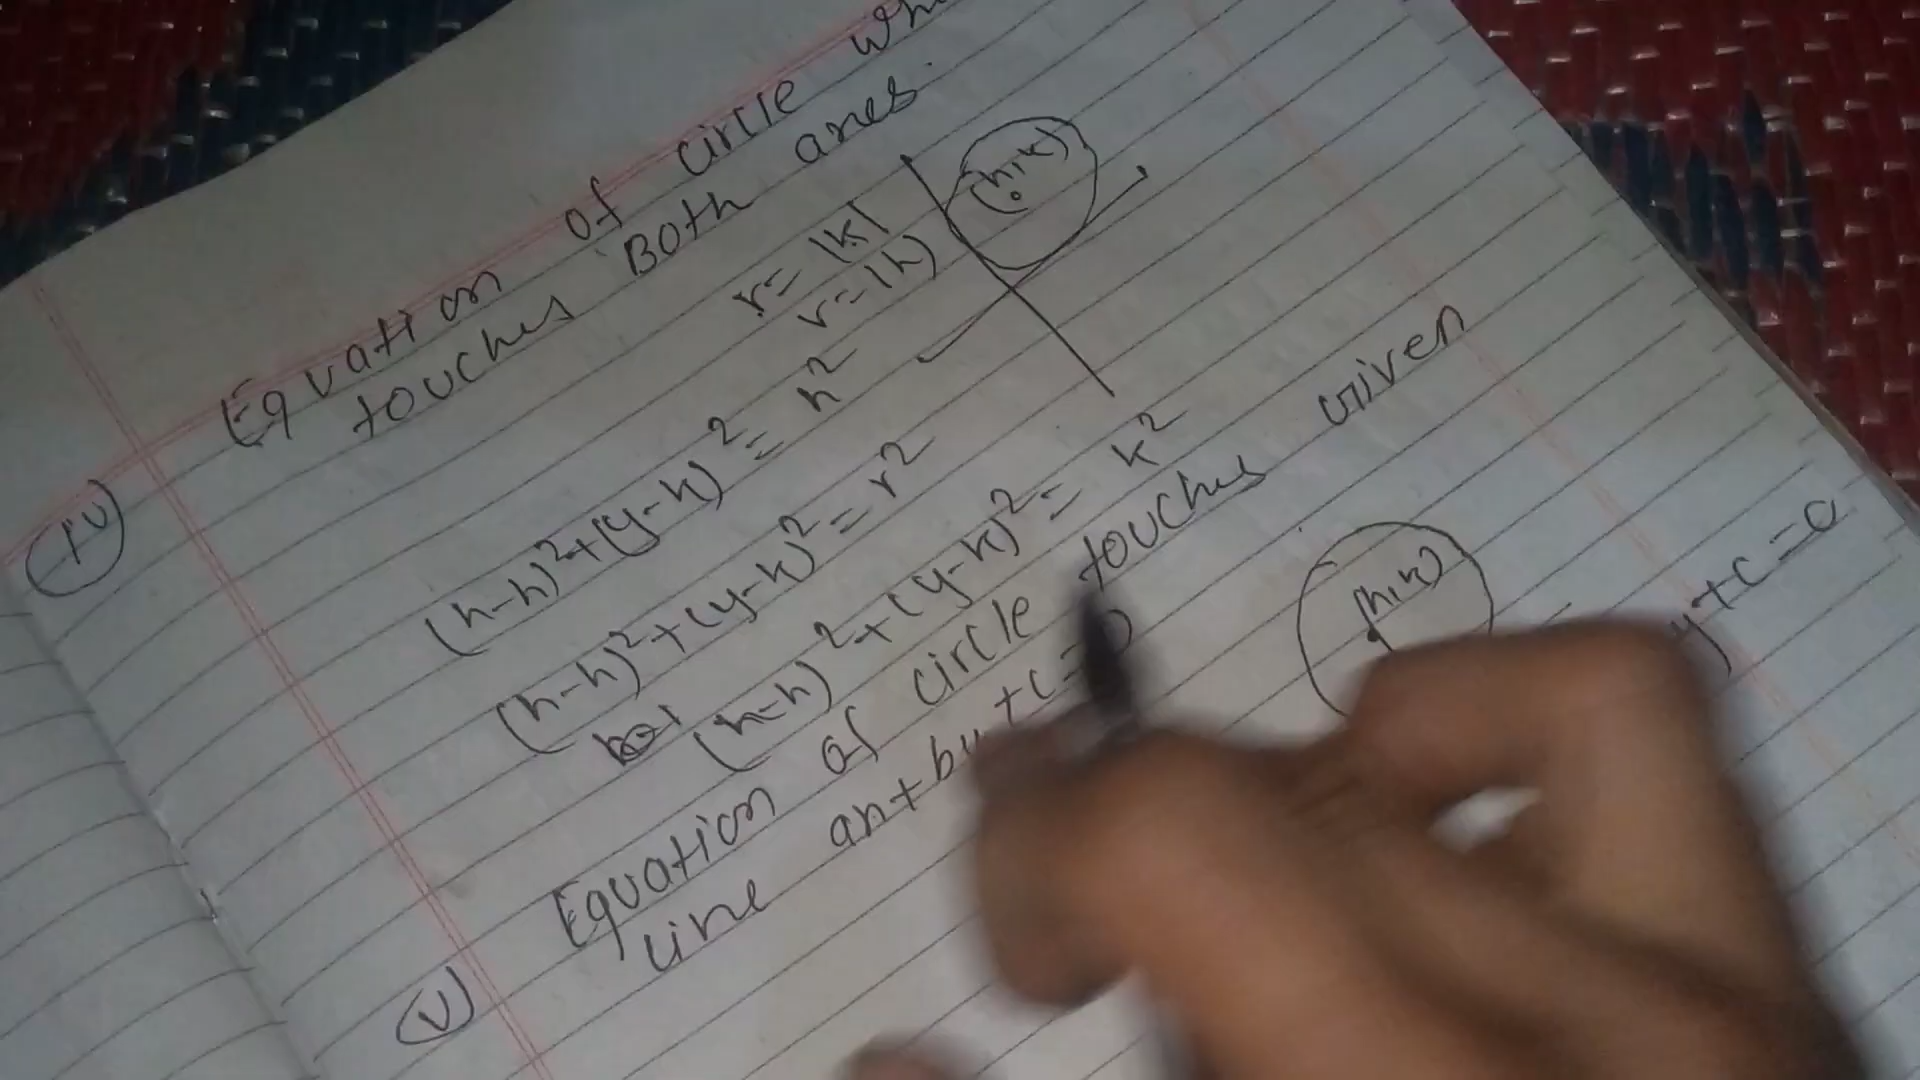 (iv) Equation of circle
touches Both axes.
(h, k)
r = |k|
r = |h|
(x-h)²+(y-k)² = h²
(x-h)²+(y-k)² = r²
(x-h)²+(y-k)² = k²
(v) Equation of circle touches given
line ax+by+c=0
(h, k)
y+c=0